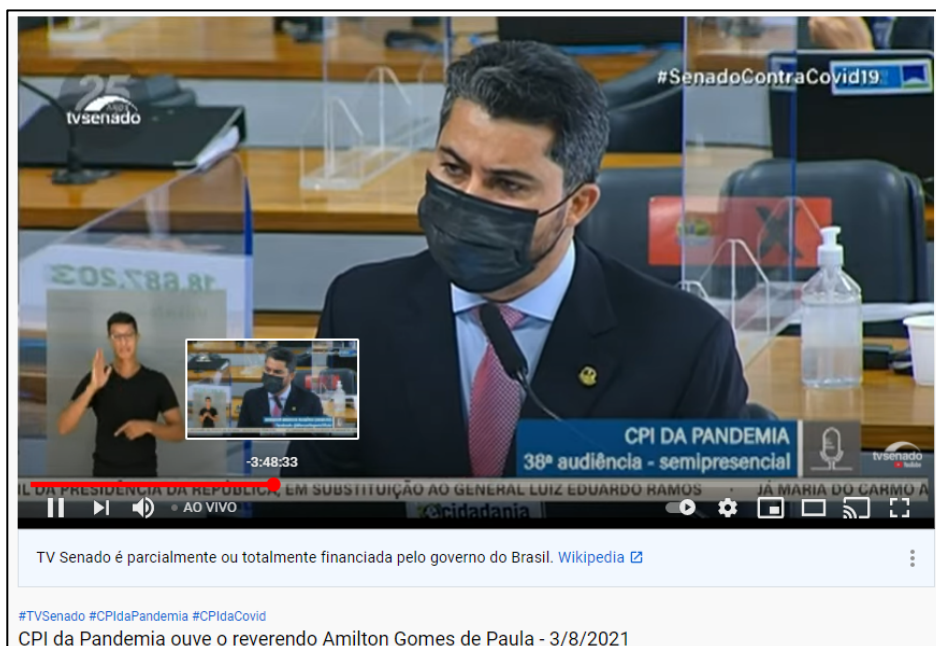 #SenadoContraCovid19
25
ANOS
tvsenado
18.687.203
CPI DA PANDEMIA
38ª audiência - semipresencial
tvsenado
-3:48:33
IL DA PRESIDÊNCIA DA REPÚBLICA, EM SUBSTITUIÇÃO AO GENERAL LUIZ EDUARDO RAMOS - JÁ MARIA DO CARMO A
AO VIVO
cidadania
TV Senado é parcialmente ou totalmente financiada pelo governo do Brasil. Wikipedia
#TVSenado #CPIdaPandemia #CPIdaCovid
CPI da Pandemia ouve o reverendo Amilton Gomes de Paula - 3/8/2021